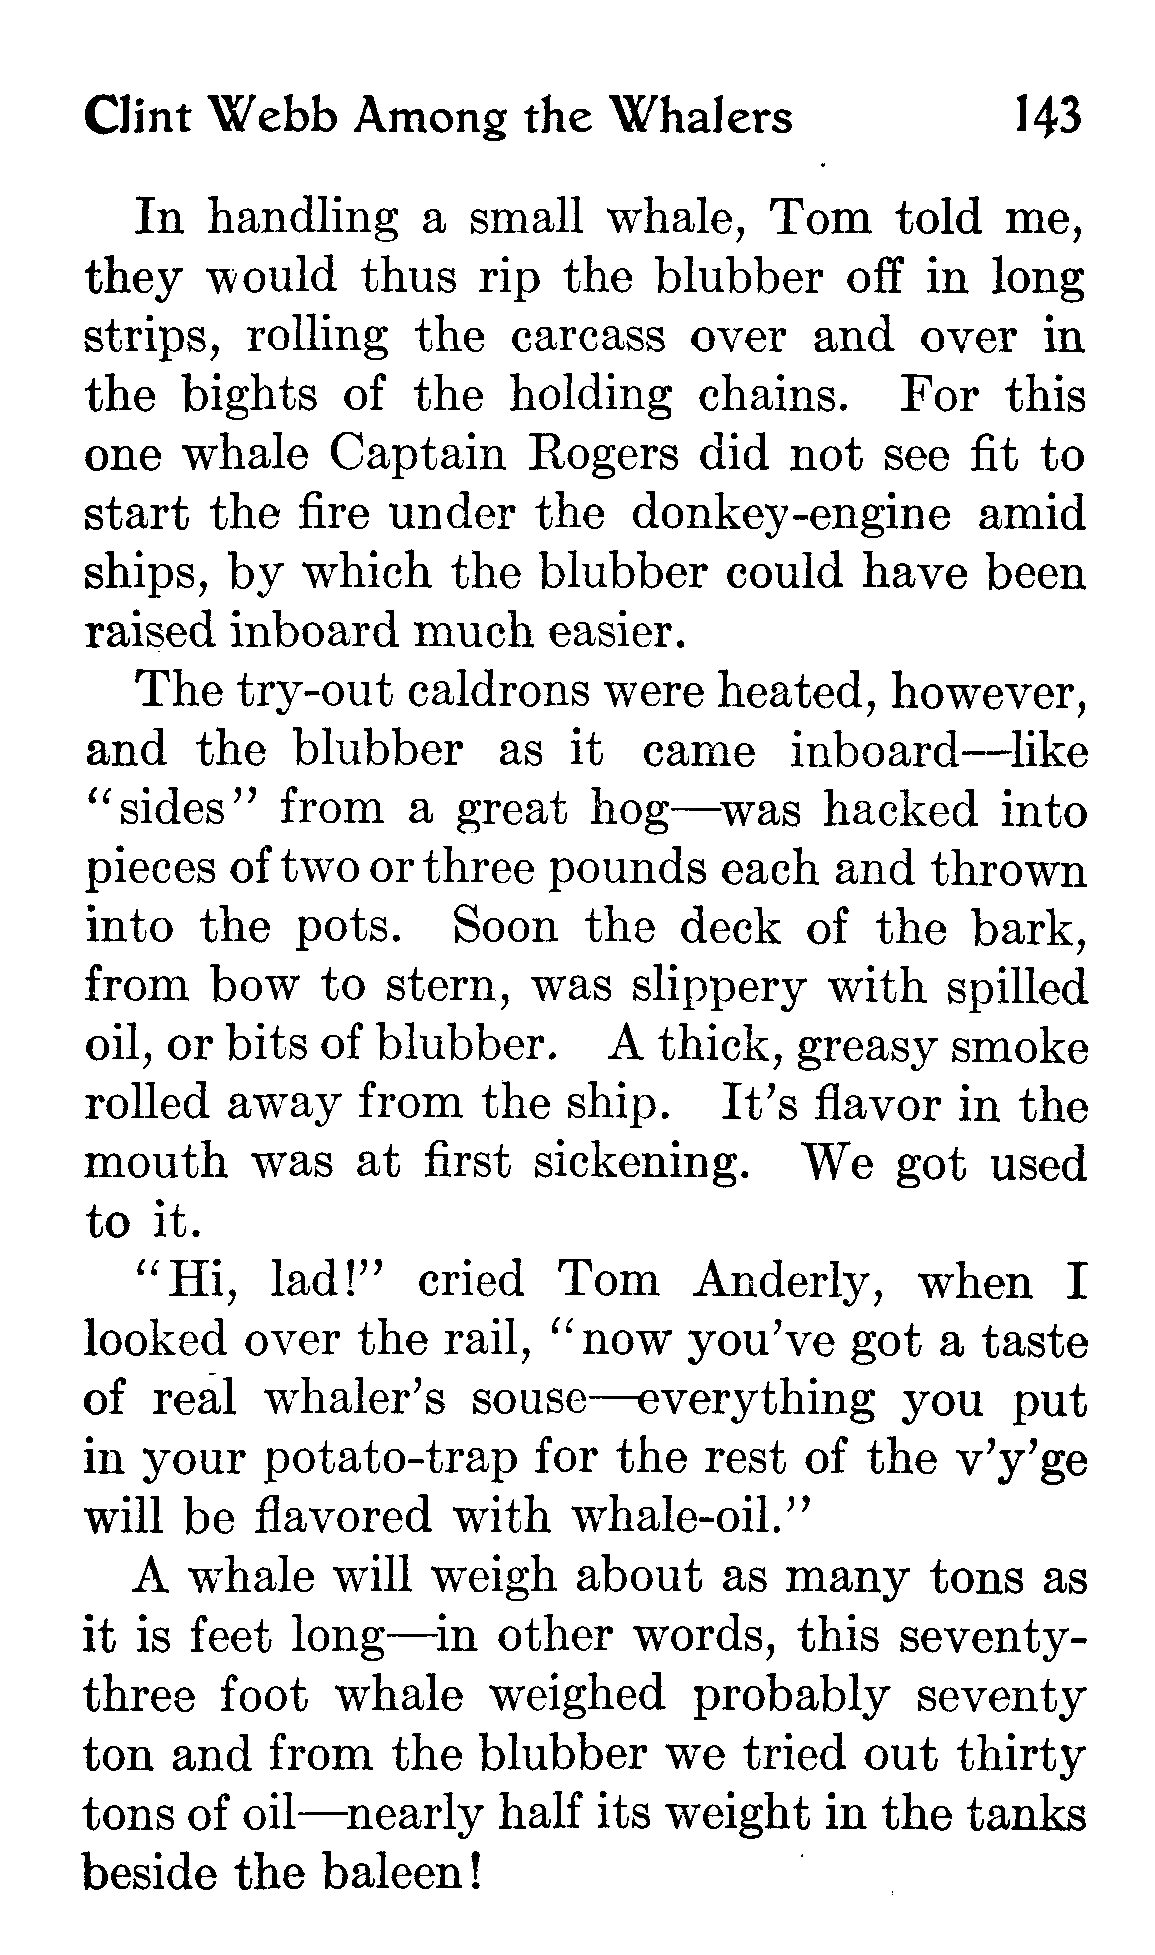 Clint Webb Among the Whalers 143
In handling a small whale, Tom told me,
they would thus rip the blubber off in long
strips, rolling the carcass over and over in
the bights of the holding chains. For this
one whale Captain Rogers did not see fit to
start the fire under the donkey-engine amid
ships, by which the blubber could have been
raised inboard much easier.
The try-out caldrons were heated, however,
and the blubber as it came inboard—like
“sides” from a great hog—was hacked into
pieces of two or three pounds each and thrown
into the pots. Soon the deck of the bark,
from bow to stern, was slippery with spilled
oil, or bits of blubber. A thick, greasy smoke
rolled away from the ship. It’s flavor in the
mouth was at first sickening. We got used
to it.
“Hi, lad!” cried Tom Anderly, when I
looked over the rail, “now you’ve got a taste
of real whaler’s souse—everything you put
in your potato-trap for the rest of the v’y’ge
will be flavored with whale-oil.”
A whale will weigh about as many tons as
it is feet long—in other words, this seventy-
three foot whale weighed probably seventy
ton and from the blubber we tried out thirty
tons of oil—nearly half its weight in the tanks
beside the baleen!